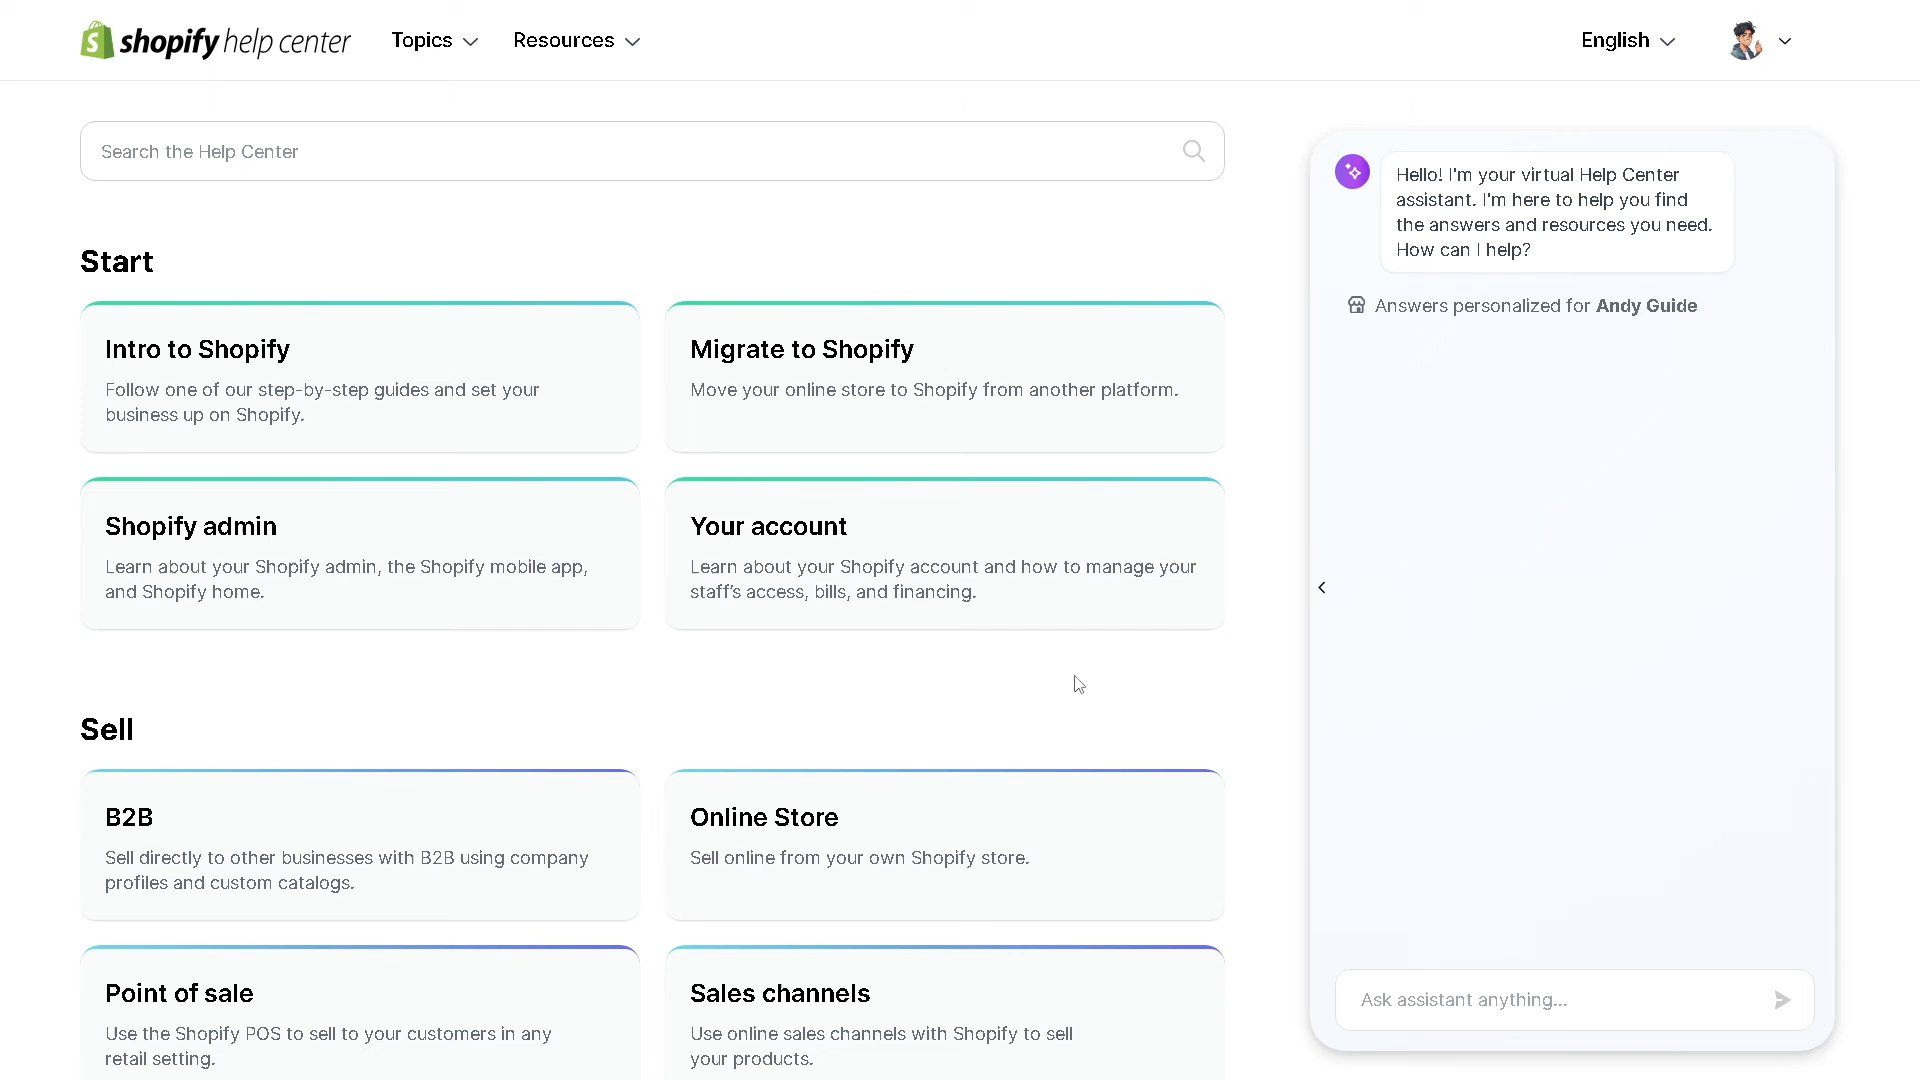 shopify help center
Topics
Resources
English
Search the Help Center
Start
Intro to Shopify
Follow one of our step-by-step guides and set your
business up on Shopify.
Migrate to Shopify
Move your online store to Shopify from another platform.
Shopify admin
Learn about your Shopify admin, the Shopify mobile app,
and Shopify home.
Your account
Learn about your Shopify account and how to manage your
staff’s access, bills, and financing.
Sell
B2B
Sell directly to other businesses with B2B using company
profiles and custom catalogs.
Online Store
Sell online from your own Shopify store.
Point of sale
Use the Shopify POS to sell to your customers in any
retail setting.
Sales channels
Use online sales channels with Shopify to sell
your products.
Hello! I'm your virtual Help Center
assistant. I'm here to help you find
the answers and resources you need.
How can I help?
Answers personalized for Andy Guide
Ask assistant anything...